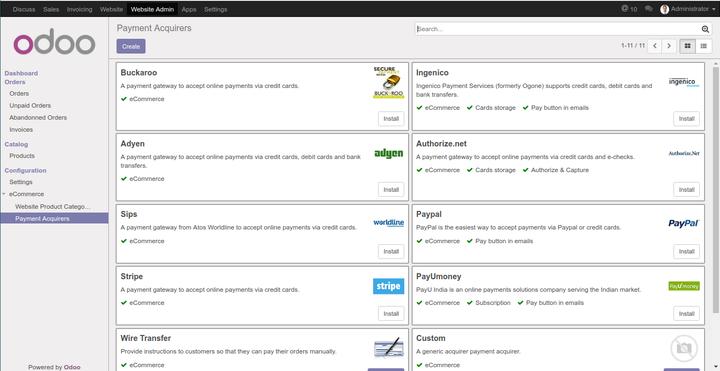 Discuss Sales Invoicing Website Website Admin Apps Settings 10 Administrator
odoo
Dashboard
Orders
Orders
Unpaid Orders
Abandonned Orders
Invoices
Catalog
Products
Configuration
Settings
eCommerce
Website Product Catego...
Payment Acquirers
Powered by Odoo
Payment Acquirers
Search...
Create
1-11 / 11
Buckaroo
A payment gateway to accept online payments via credit cards.
eCommerce
Install
SECURE
BUCK ROO
Ingenico
Ingenico Payment Services (formerly Ogone) supports credit cards, debit cards and
bank transfers.
eCommerce Cards storage Pay button in emails
Install
ingenico
Adyen
A payment gateway to accept online payments via credit cards, debit cards and bank
transfers.
eCommerce
Install
adyen
Authorize.net
A payment gateway to accept online payments via credit cards and e-checks.
eCommerce Cards storage Authorize & Capture
Install
Authorize.Net
Sips
A payment gateway from Atos Worldline to accept online payments via credit cards.
eCommerce
Install
worldline
Paypal
PayPal is the easiest way to accept payments via Paypal or credit cards.
eCommerce Pay button in emails
Install
PayPal
Stripe
A payment gateway to accept online payments via credit cards.
eCommerce
Install
stripe
PayUmoney
PayU India is an online payments solutions company serving the Indian market.
eCommerce Subscription Pay button in emails
Install
PayUmoney
Wire Transfer
Provide instructions to customers so that they can pay their orders manually.
eCommerce
Custom
A generic acquirer payment acquirer.
eCommerce